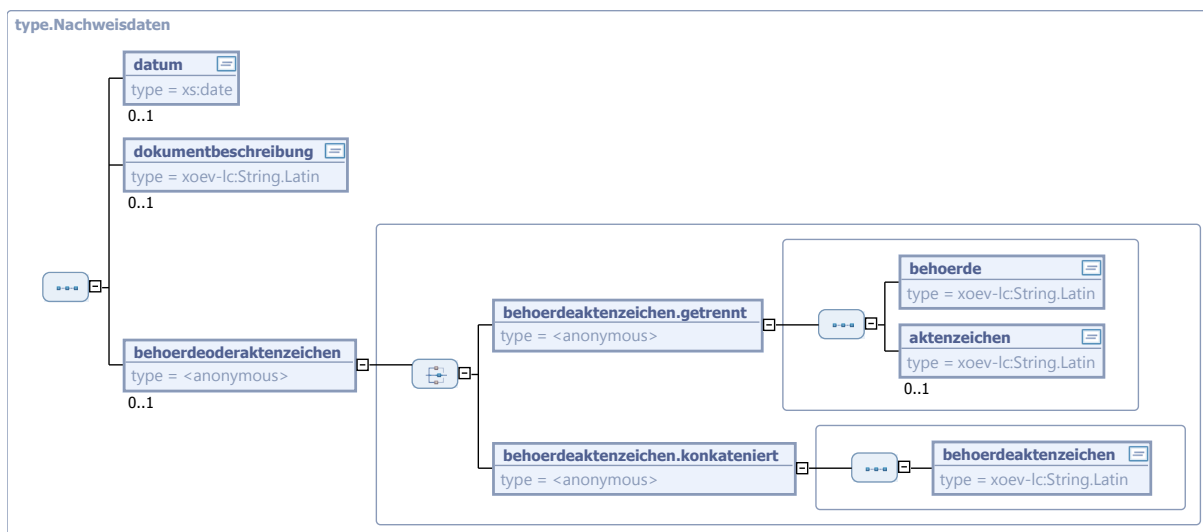 type.Nachweisdaten
datum
type = xs:date
0..1
dokumentbeschreibung
type = xoev-lc:String.Latin
0..1
behoerdeoderaktenzeichen
type = <anonymous>
0..1
behoerdeaktenzeichen.getrennt
type = <anonymous>
behoerde
type = xoev-lc:String.Latin
aktenzeichen
type = xoev-lc:String.Latin
0..1
behoerdeaktenzeichen.konkateniert
type = <anonymous>
behoerdeaktenzeichen
type = xoev-lc:String.Latin